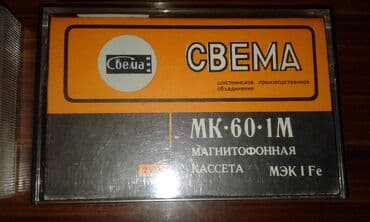 Свема
СВЕМА
ШОСТКИНСКОЕ ПРОИЗВОДСТВЕННОЕ
ОБЪЕДИНЕНИЕ
МК·60·1М
МАГНИТОФОННАЯ
КАССЕТА
МЭК I Fe